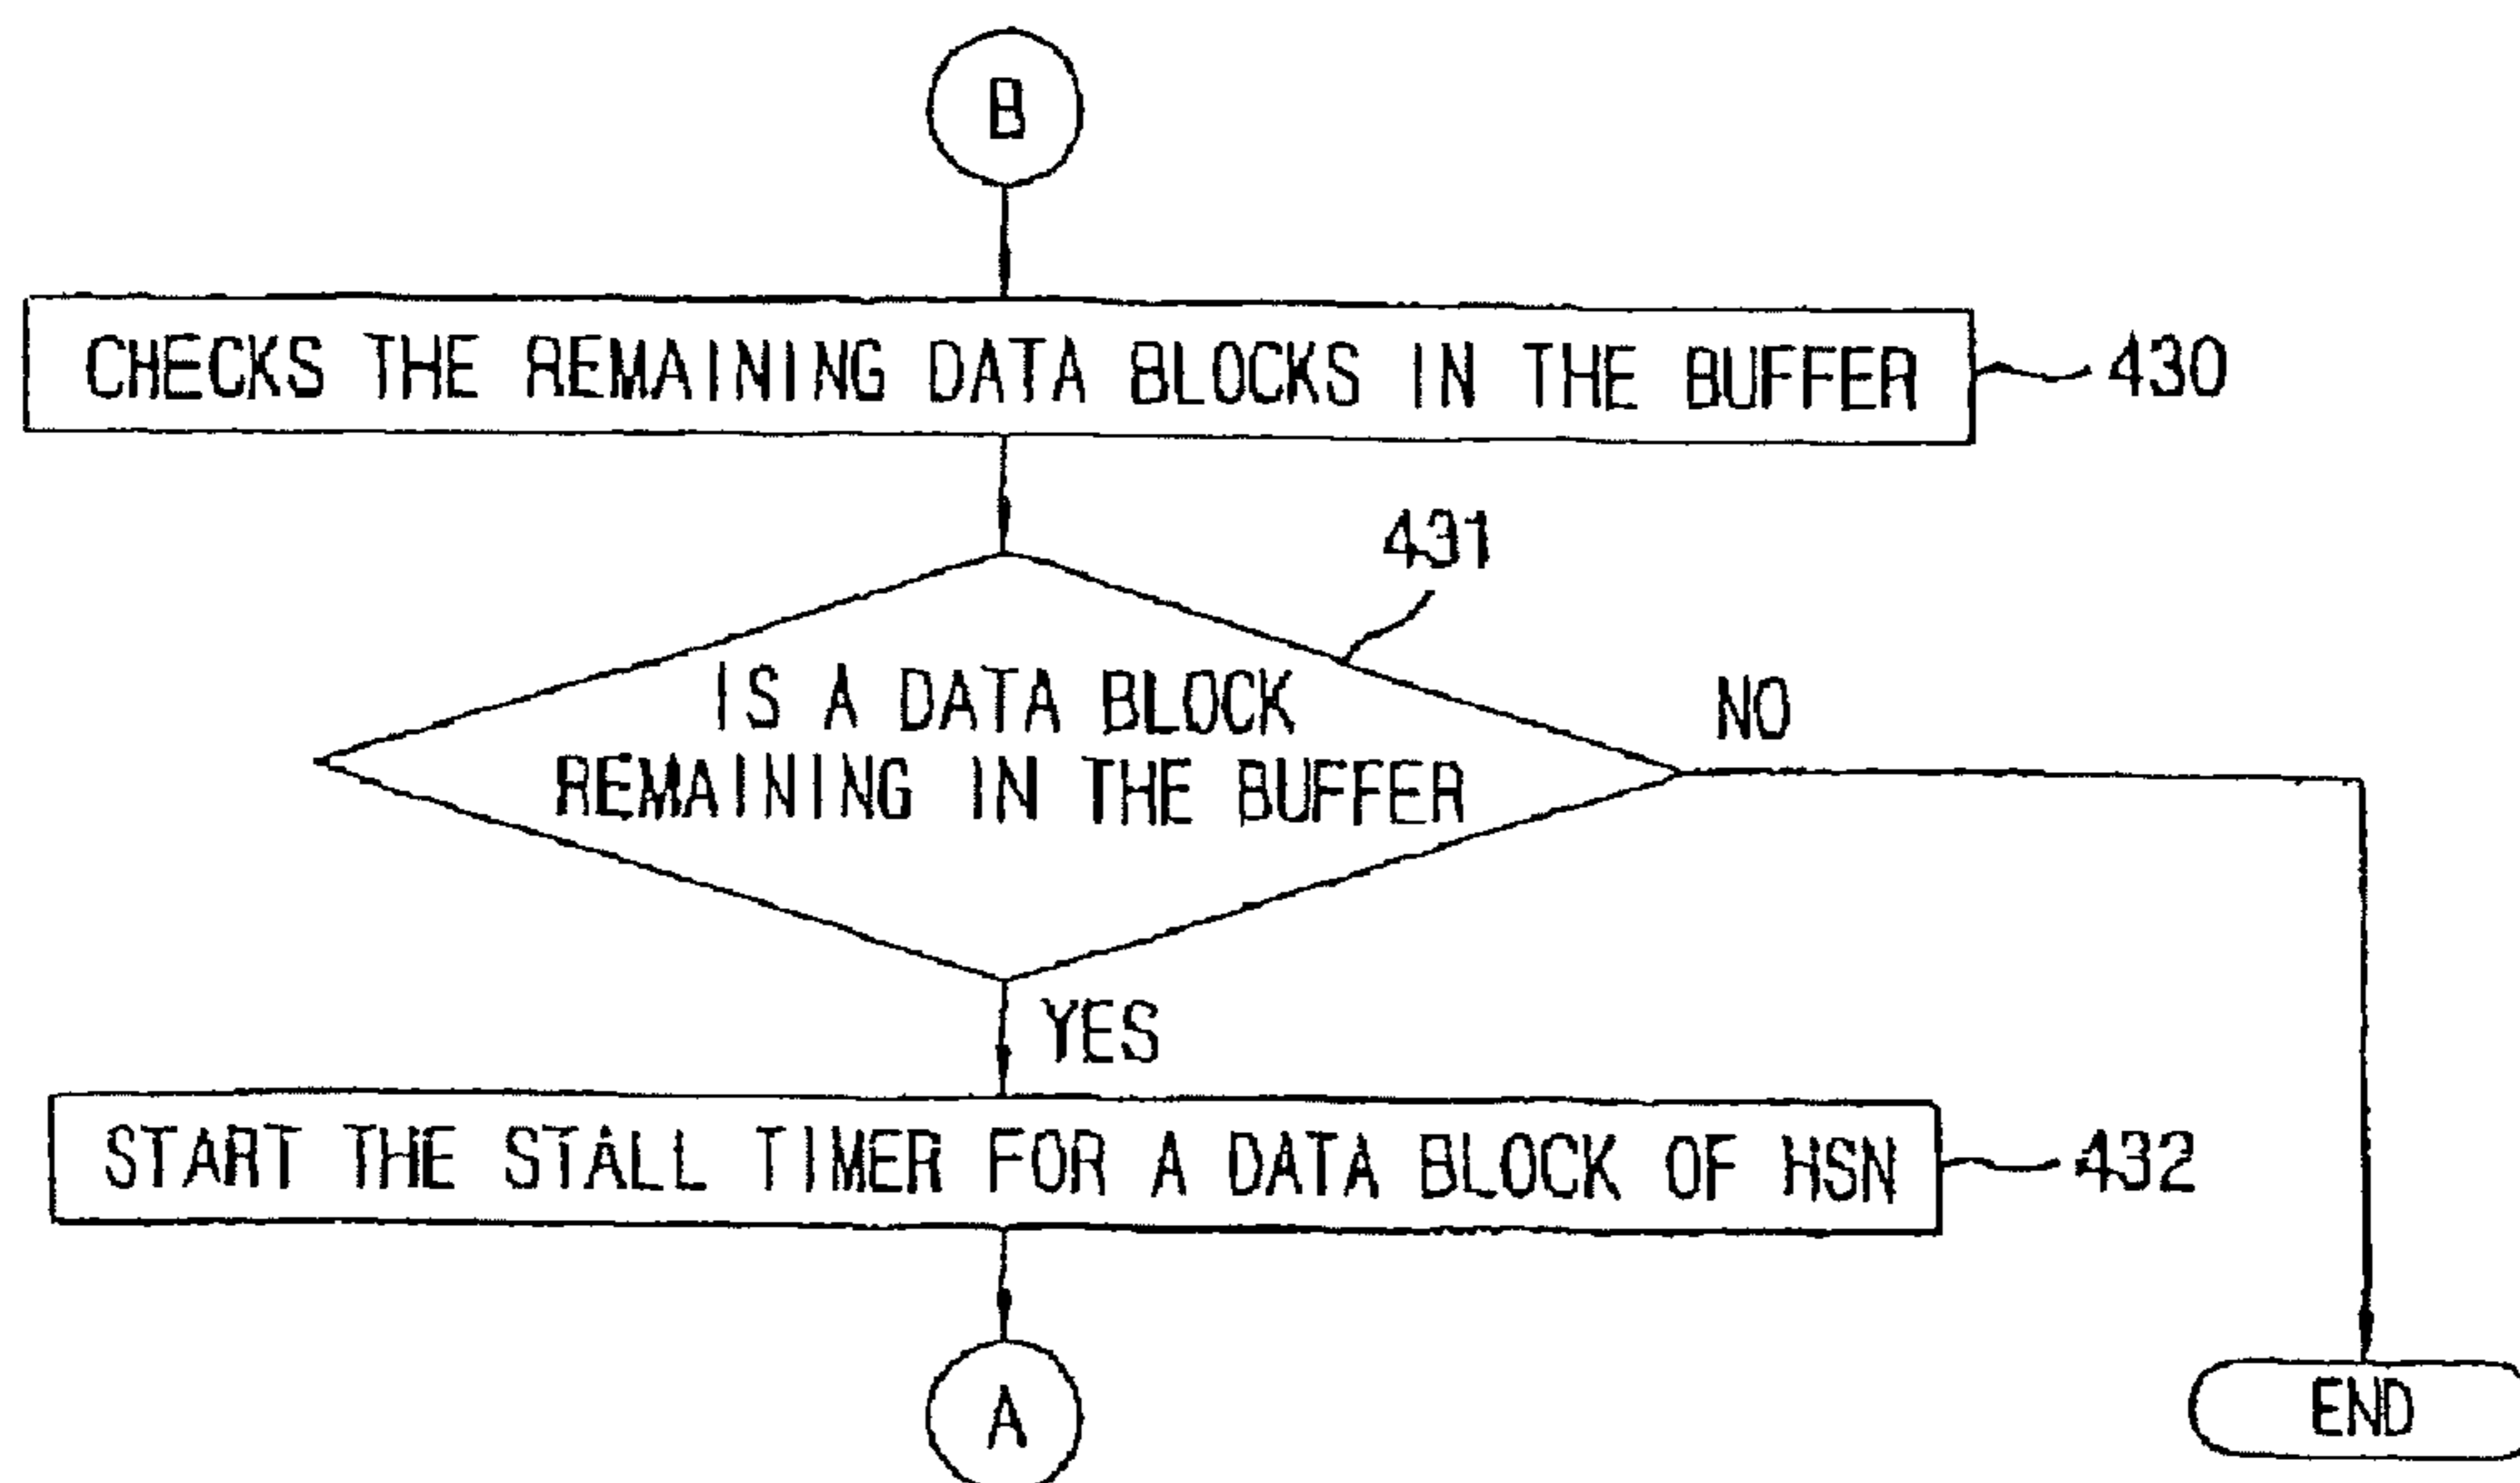 B
CHECKS THE REMAINING DATA BLOCKS IN THE BUFFER
430
431
IS A DATA BLOCK
REMAINING IN THE BUFFER
NO
YES
START THE STALL TIMER FOR A DATA BLOCK OF HSN
432
A
END